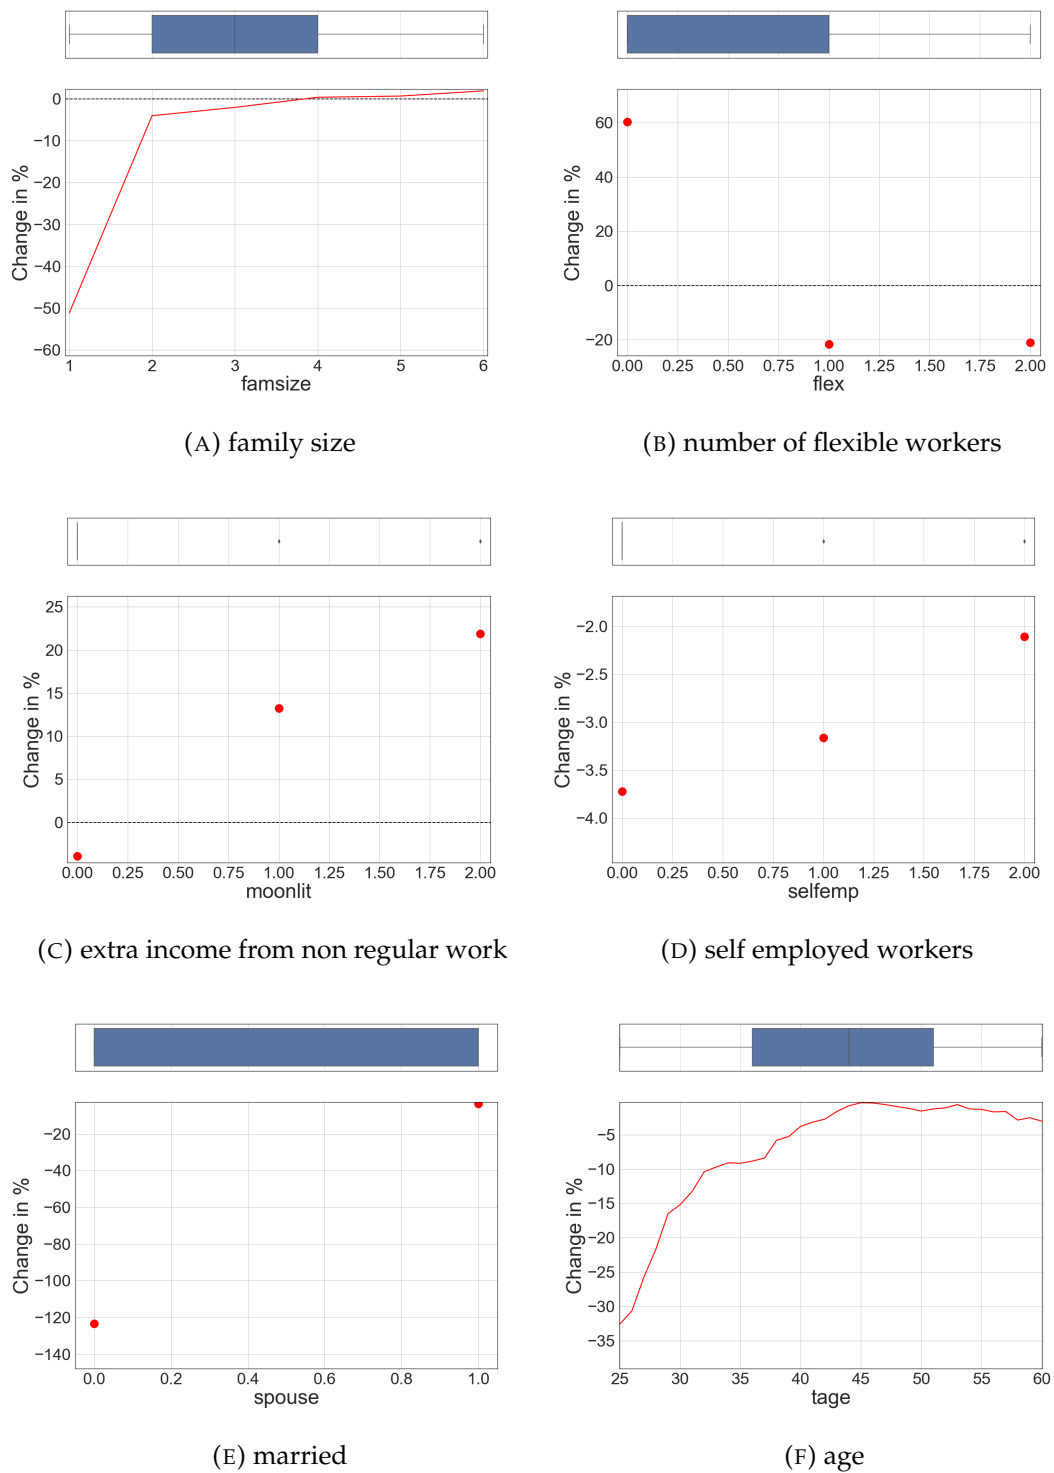 0
−10
−20
−30
−40
−50
−60
Change in %
1 2 3 4 5 6
famsize
(A) family size
60
40
20
0
−20
Change in %
0.00 0.25 0.50 0.75 1.00 1.25 1.50 1.75 2.00
flex
(B) number of flexible workers
25
20
15
10
5
0
Change in %
0.00 0.25 0.50 0.75 1.00 1.25 1.50 1.75 2.00
moonlit
(C) extra income from non regular work
−2.0
−2.5
−3.0
−3.5
−4.0
Change in %
0.00 0.25 0.50 0.75 1.00 1.25 1.50 1.75 2.00
selfemp
(D) self employed workers
−20
−40
−60
−80
−100
−120
−140
Change in %
0.0 0.2 0.4 0.6 0.8 1.0
spouse
(E) married
−5
−10
−15
−20
−25
−30
−35
Change in %
25 30 35 40 45 50 55 60
tage
(F) age